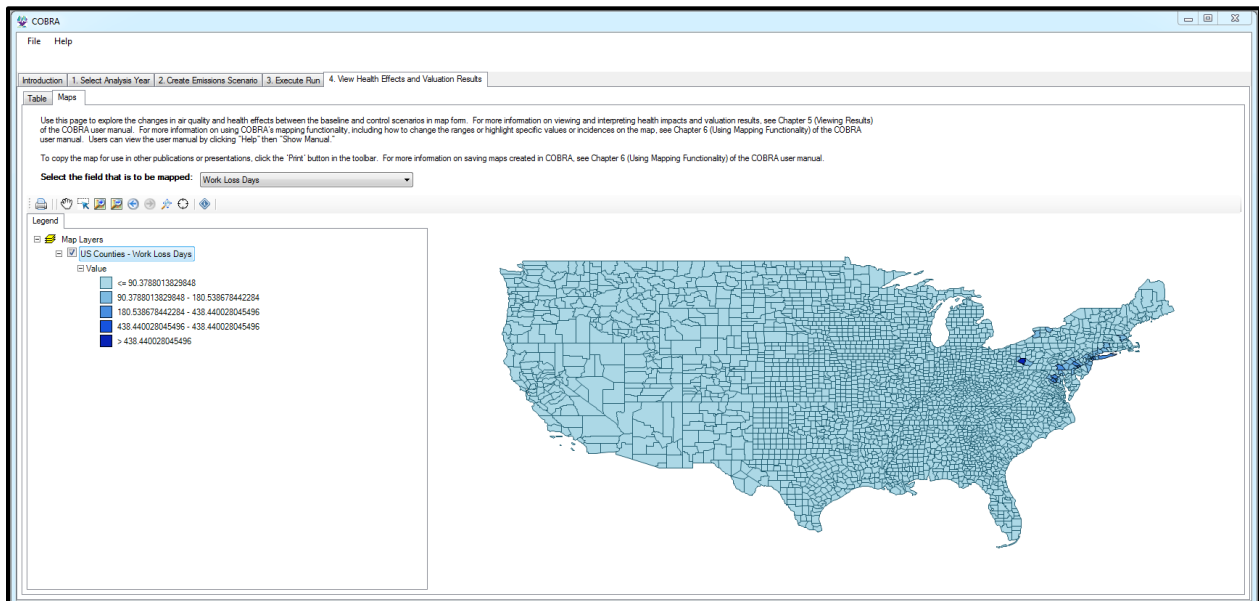 COBRA
File Help
Introduction 1. Select Analysis Year 2. Create Emissions Scenario 3. Execute Run 4. View Health Effects and Valuation Results
Table Maps
Use this page to explore the changes in air quality and health effects between the baseline and control scenarios in map form. For more information on viewing and interpreting health impacts and valuation results, see Chapter 5 (Viewing Results)
of the COBRA user manual. For more information on using COBRA's mapping functionality, including how to change the ranges or highlight specific values or incidences on the map, see Chapter 6 (Using Mapping Functionality) of the COBRA
user manual. Users can view the user manual by clicking "Help" then "Show Manual."
To copy the map for use in other publications or presentations, click the 'Print' button in the toolbar. For more information on saving maps created in COBRA, see Chapter 6 (Using Mapping Functionality) of the COBRA user manual.
Select the field that is to be mapped: Work Loss Days
Legend
Map Layers
US Counties - Work Loss Days
Value
<= 90.3788013829848
90.3788013829848 - 180.538678442284
180.538678442284 - 438.440028045496
438.440028045496 - 438.440028045496
> 438.440028045496